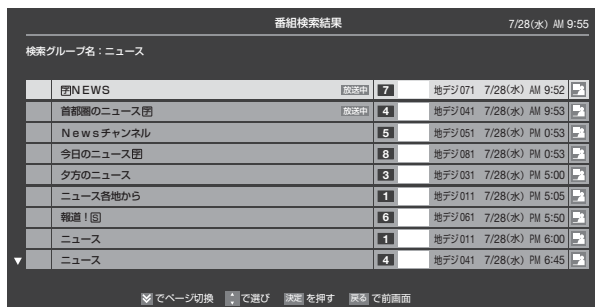 番組検索結果 7/28(水) AM 9:55
検索グループ名：ニュース
字NEWS 放送中 7 地デジ071 7/28(水) AM 9:52
首都圏のニュース字 放送中 4 地デジ041 7/28(水) AM 9:53
Newsチャンネル 5 地デジ051 7/28(水) PM 0:53
今日のニュース字 8 地デジ081 7/28(水) PM 0:53
夕方のニュース 3 地デジ031 7/28(水) PM 5:00
ニュース各地から 1 地デジ011 7/28(水) PM 5:05
報道！S 6 地デジ061 7/28(水) PM 5:50
ニュース 1 地デジ011 7/28(水) PM 6:00
ニュース 4 地デジ041 7/28(水) PM 6:45
でページ切換 で選び 決定 を押す 戻る で前画面